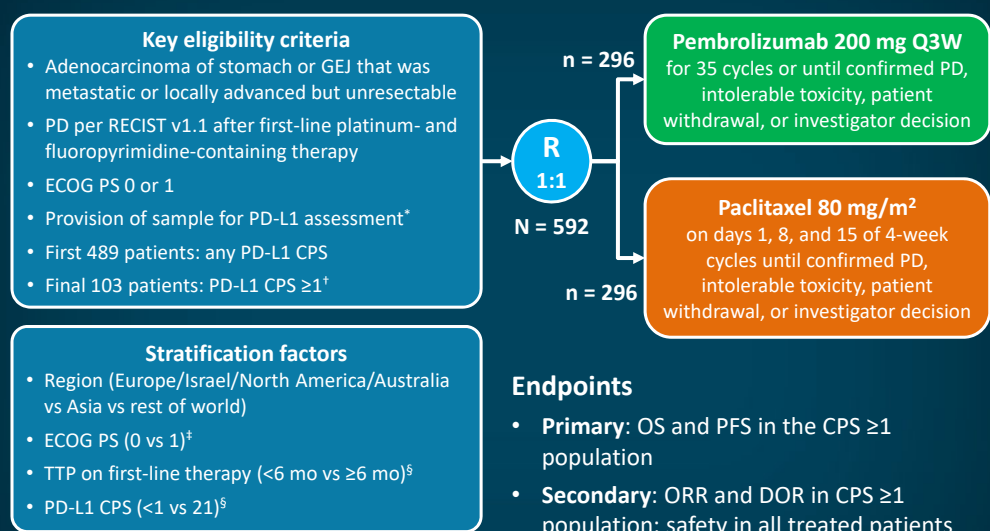 Key eligibility criteria
• Adenocarcinoma of stomach or GEJ that was
metastatic or locally advanced but unresectable
• PD per RECIST v1.1 after first-line platinum- and
fluoropyrimidine-containing therapy
• ECOG PS 0 or 1
• Provision of sample for PD-L1 assessment*
• First 489 patients: any PD-L1 CPS
• Final 103 patients: PD-L1 CPS ≥1†
Stratification factors
• Region (Europe/Israel/North America/Australia
vs Asia vs rest of world)
• ECOG PS (0 vs 1)‡
• TTP on first-line therapy (<6 mo vs ≥6 mo)§
• PD-L1 CPS (<1 vs 21)§
R
1:1
N = 592
n = 296
Pembrolizumab 200 mg Q3W
for 35 cycles or until confirmed PD,
intolerable toxicity, patient
withdrawal, or investigator decision
n = 296
Paclitaxel 80 mg/m²
on days 1, 8, and 15 of 4-week
cycles until confirmed PD,
intolerable toxicity, patient
withdrawal, or investigator decision
Endpoints
• Primary: OS and PFS in the CPS ≥1
population
• Secondary: ORR and DOR in CPS ≥1
population; safety in all treated patients